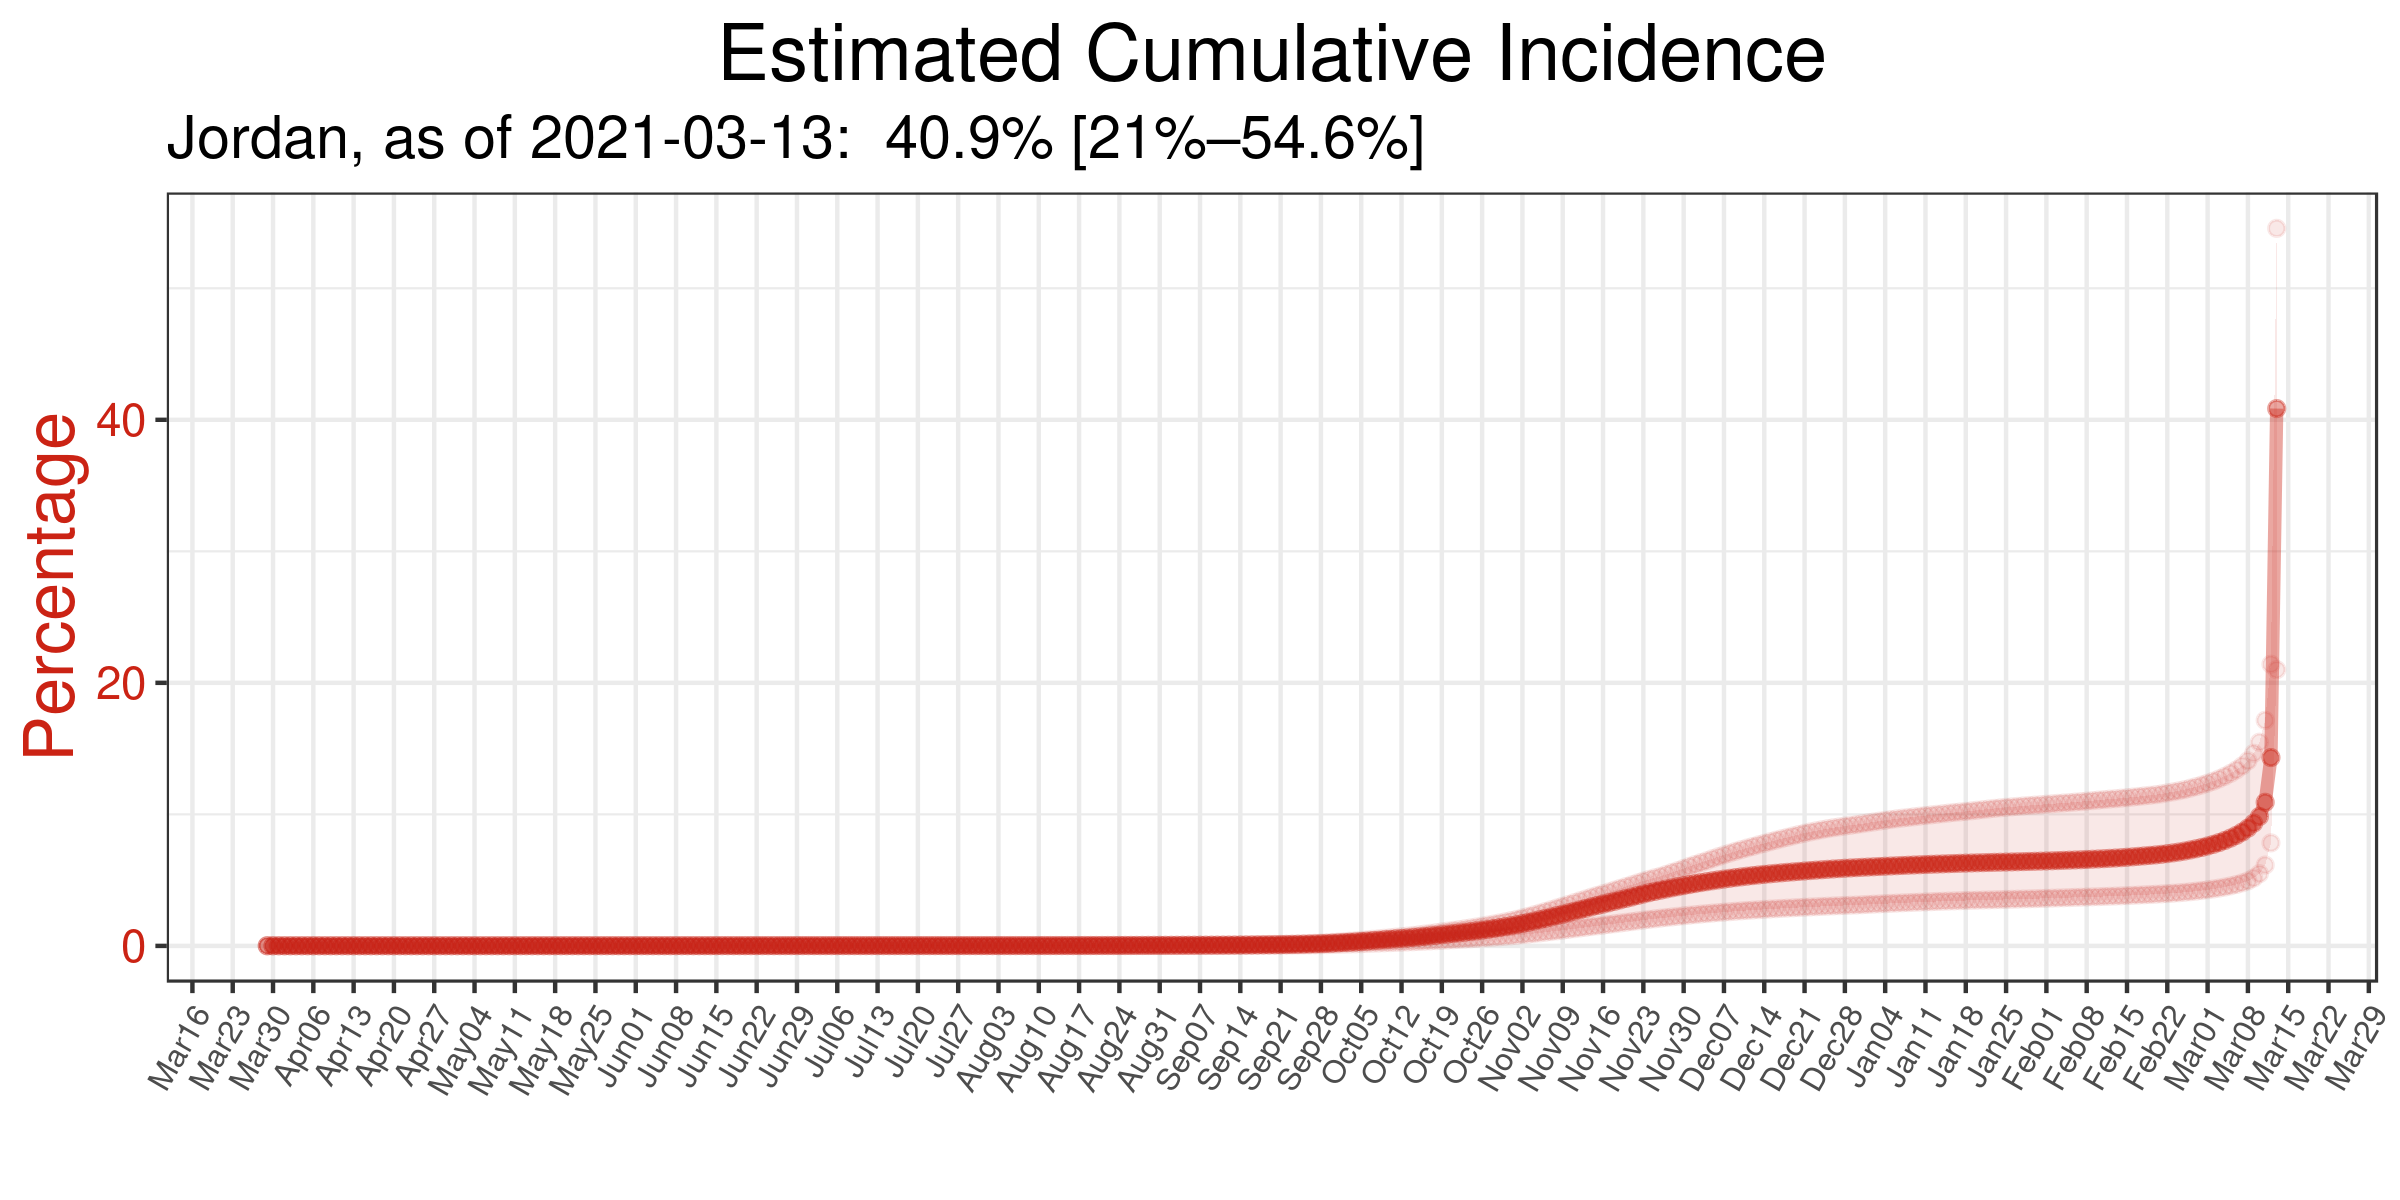 Estimated Cumulative Incidence
Jordan, as of 2021-03-13:  40.9% [21%–54.6%]
Percentage
40
20
0
Mar16
Mar23
Mar30
Apr06
Apr13
Apr20
Apr27
May04
May11
May18
May25
Jun01
Jun08
Jun15
Jun22
Jun29
Jul06
Jul13
Jul20
Jul27
Aug03
Aug10
Aug17
Aug24
Aug31
Sep07
Sep14
Sep21
Sep28
Oct05
Oct12
Oct19
Oct26
Nov02
Nov09
Nov16
Nov23
Nov30
Dec07
Dec14
Dec21
Dec28
Jan04
Jan11
Jan18
Jan25
Feb01
Feb08
Feb15
Feb22
Mar01
Mar08
Mar15
Mar22
Mar29